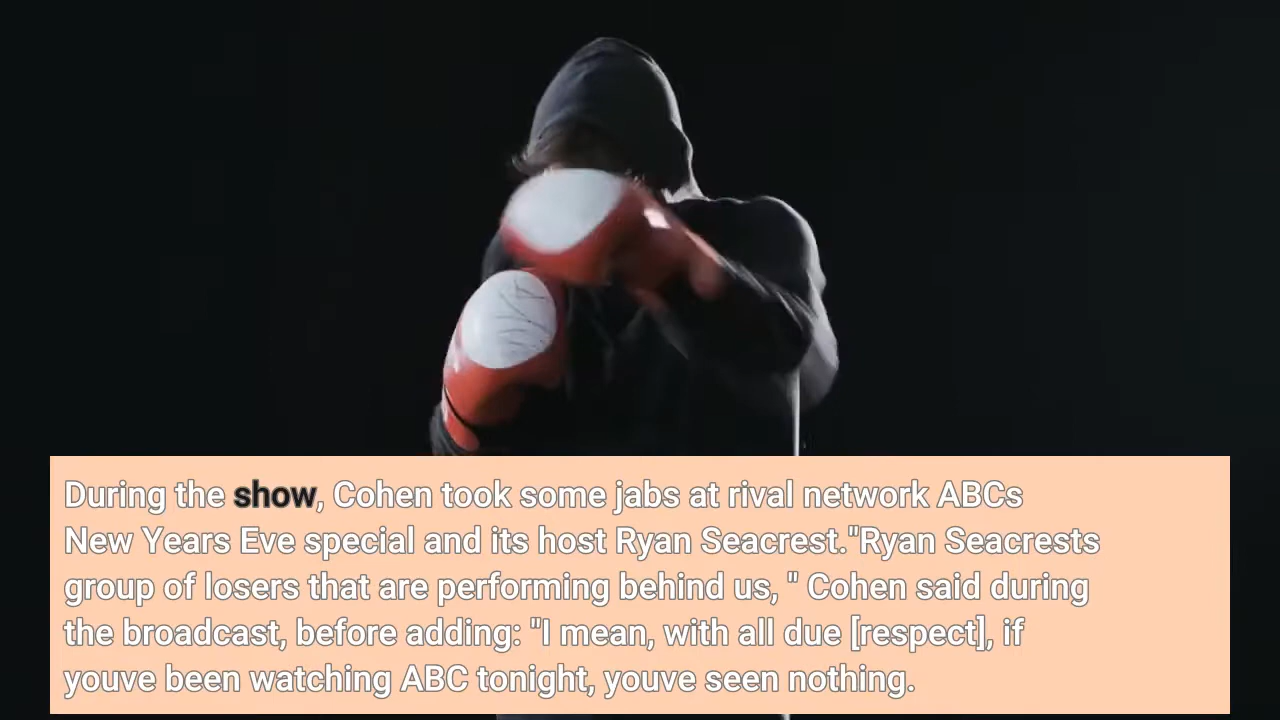 During the show, Cohen took some jabs at rival network ABCs
New Years Eve special and its host Ryan Seacrest."Ryan Seacrests
group of losers that are performing behind us, " Cohen said during
the broadcast, before adding: "I mean, with all due [respect], if
youve been watching ABC tonight, youve seen nothing.